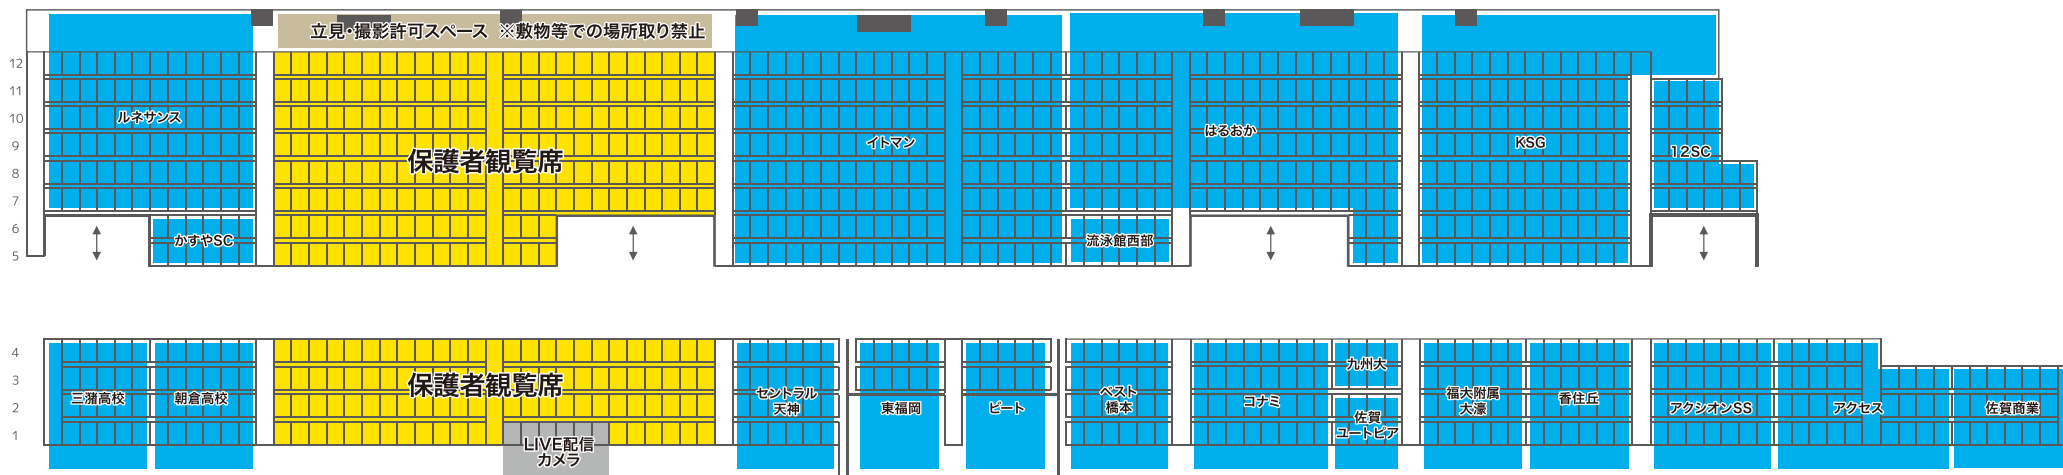 立見・撮影許可スペース ※敷物等での場所取り禁止
12
11
10
9
8
7
6
5
ルネサンス
かすやSC
保護者観覧席
イトマン
はるおか
流泳館西部
KSG
12SC
4
3
2
1
三潴高校
朝倉高校
保護者観覧席
LIVE配信
カメラ
セントラル
天神
東福岡
ビート
ベスト
橋本
コナミ
九州大
佐賀
ユートピア
福大附属
大濠
香住丘
アクシオンSS
アクセス
佐賀商業